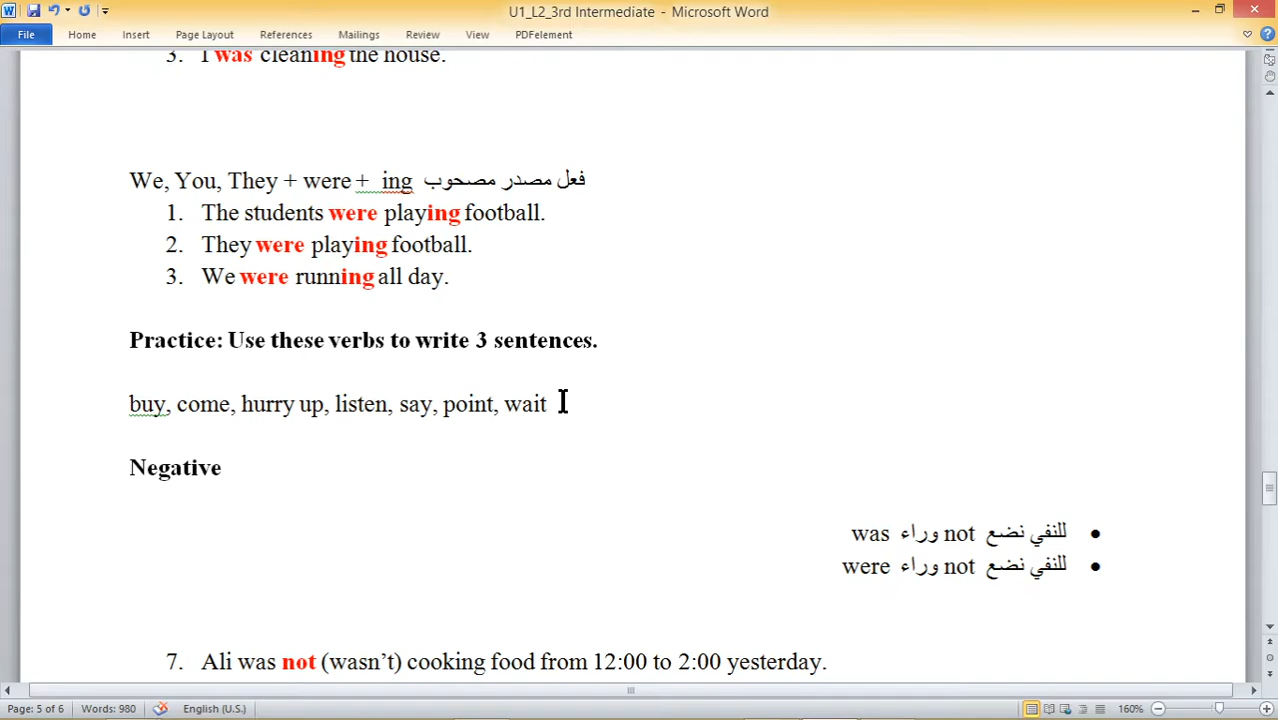 U1_L2_3rd Intermediate - Microsoft Word
File Home Insert Page Layout References Mailings Review View PDFelement
3. I was cleaning the house.
We, You, They + were + ing فعل مصدر مصحوب
1. The students were playing football.
2. They were playing football.
3. We were running all day.
Practice: Use these verbs to write 3 sentences.
buy, come, hurry up, listen, say, point, wait
Negative
• للنفي نضع not وراء was
• للنفي نضع not وراء were
7. Ali was not (wasn’t) cooking food from 12:00 to 2:00 yesterday.
Page: 5 of 6 Words: 980 English (U.S.) 160%